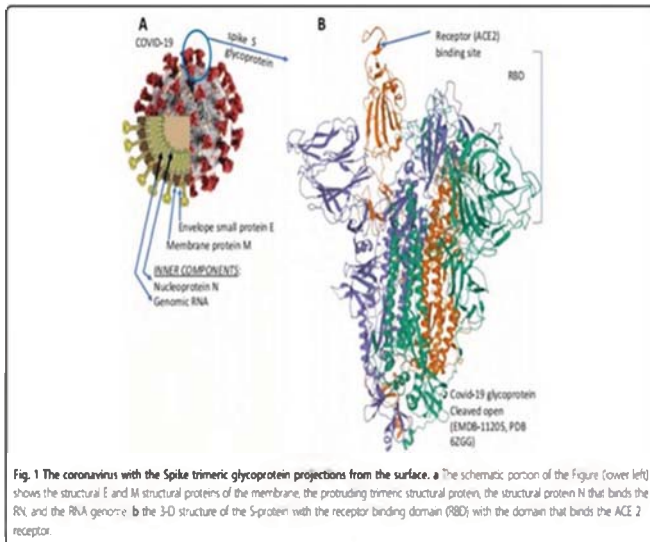 A
COVID-19
spike S
glycoprotein
Envelope small protein E
Membrane protein M
INNER COMPONENTS:
Nucleoprotein N
Genomic RNA
B
Receptor (ACE2)
binding site
RBD
Covid-19 glycoprotein
Cleaved open
(EMDB-11205, PDB
6ZGG)
Fig. 1 The coronavirus with the Spike trimeric glycoprotein projections from the surface. a The schematic portion of the Figure (lower left)
shows the structural E and M structural proteins of the membrane, the protruding trimeric structural protein, the structural protein N that binds the
RN, and the RNA genome. b the 3-D structure of the S-protein with the receptor binding domain (RBD) with the domain that binds the ACE 2
receptor.